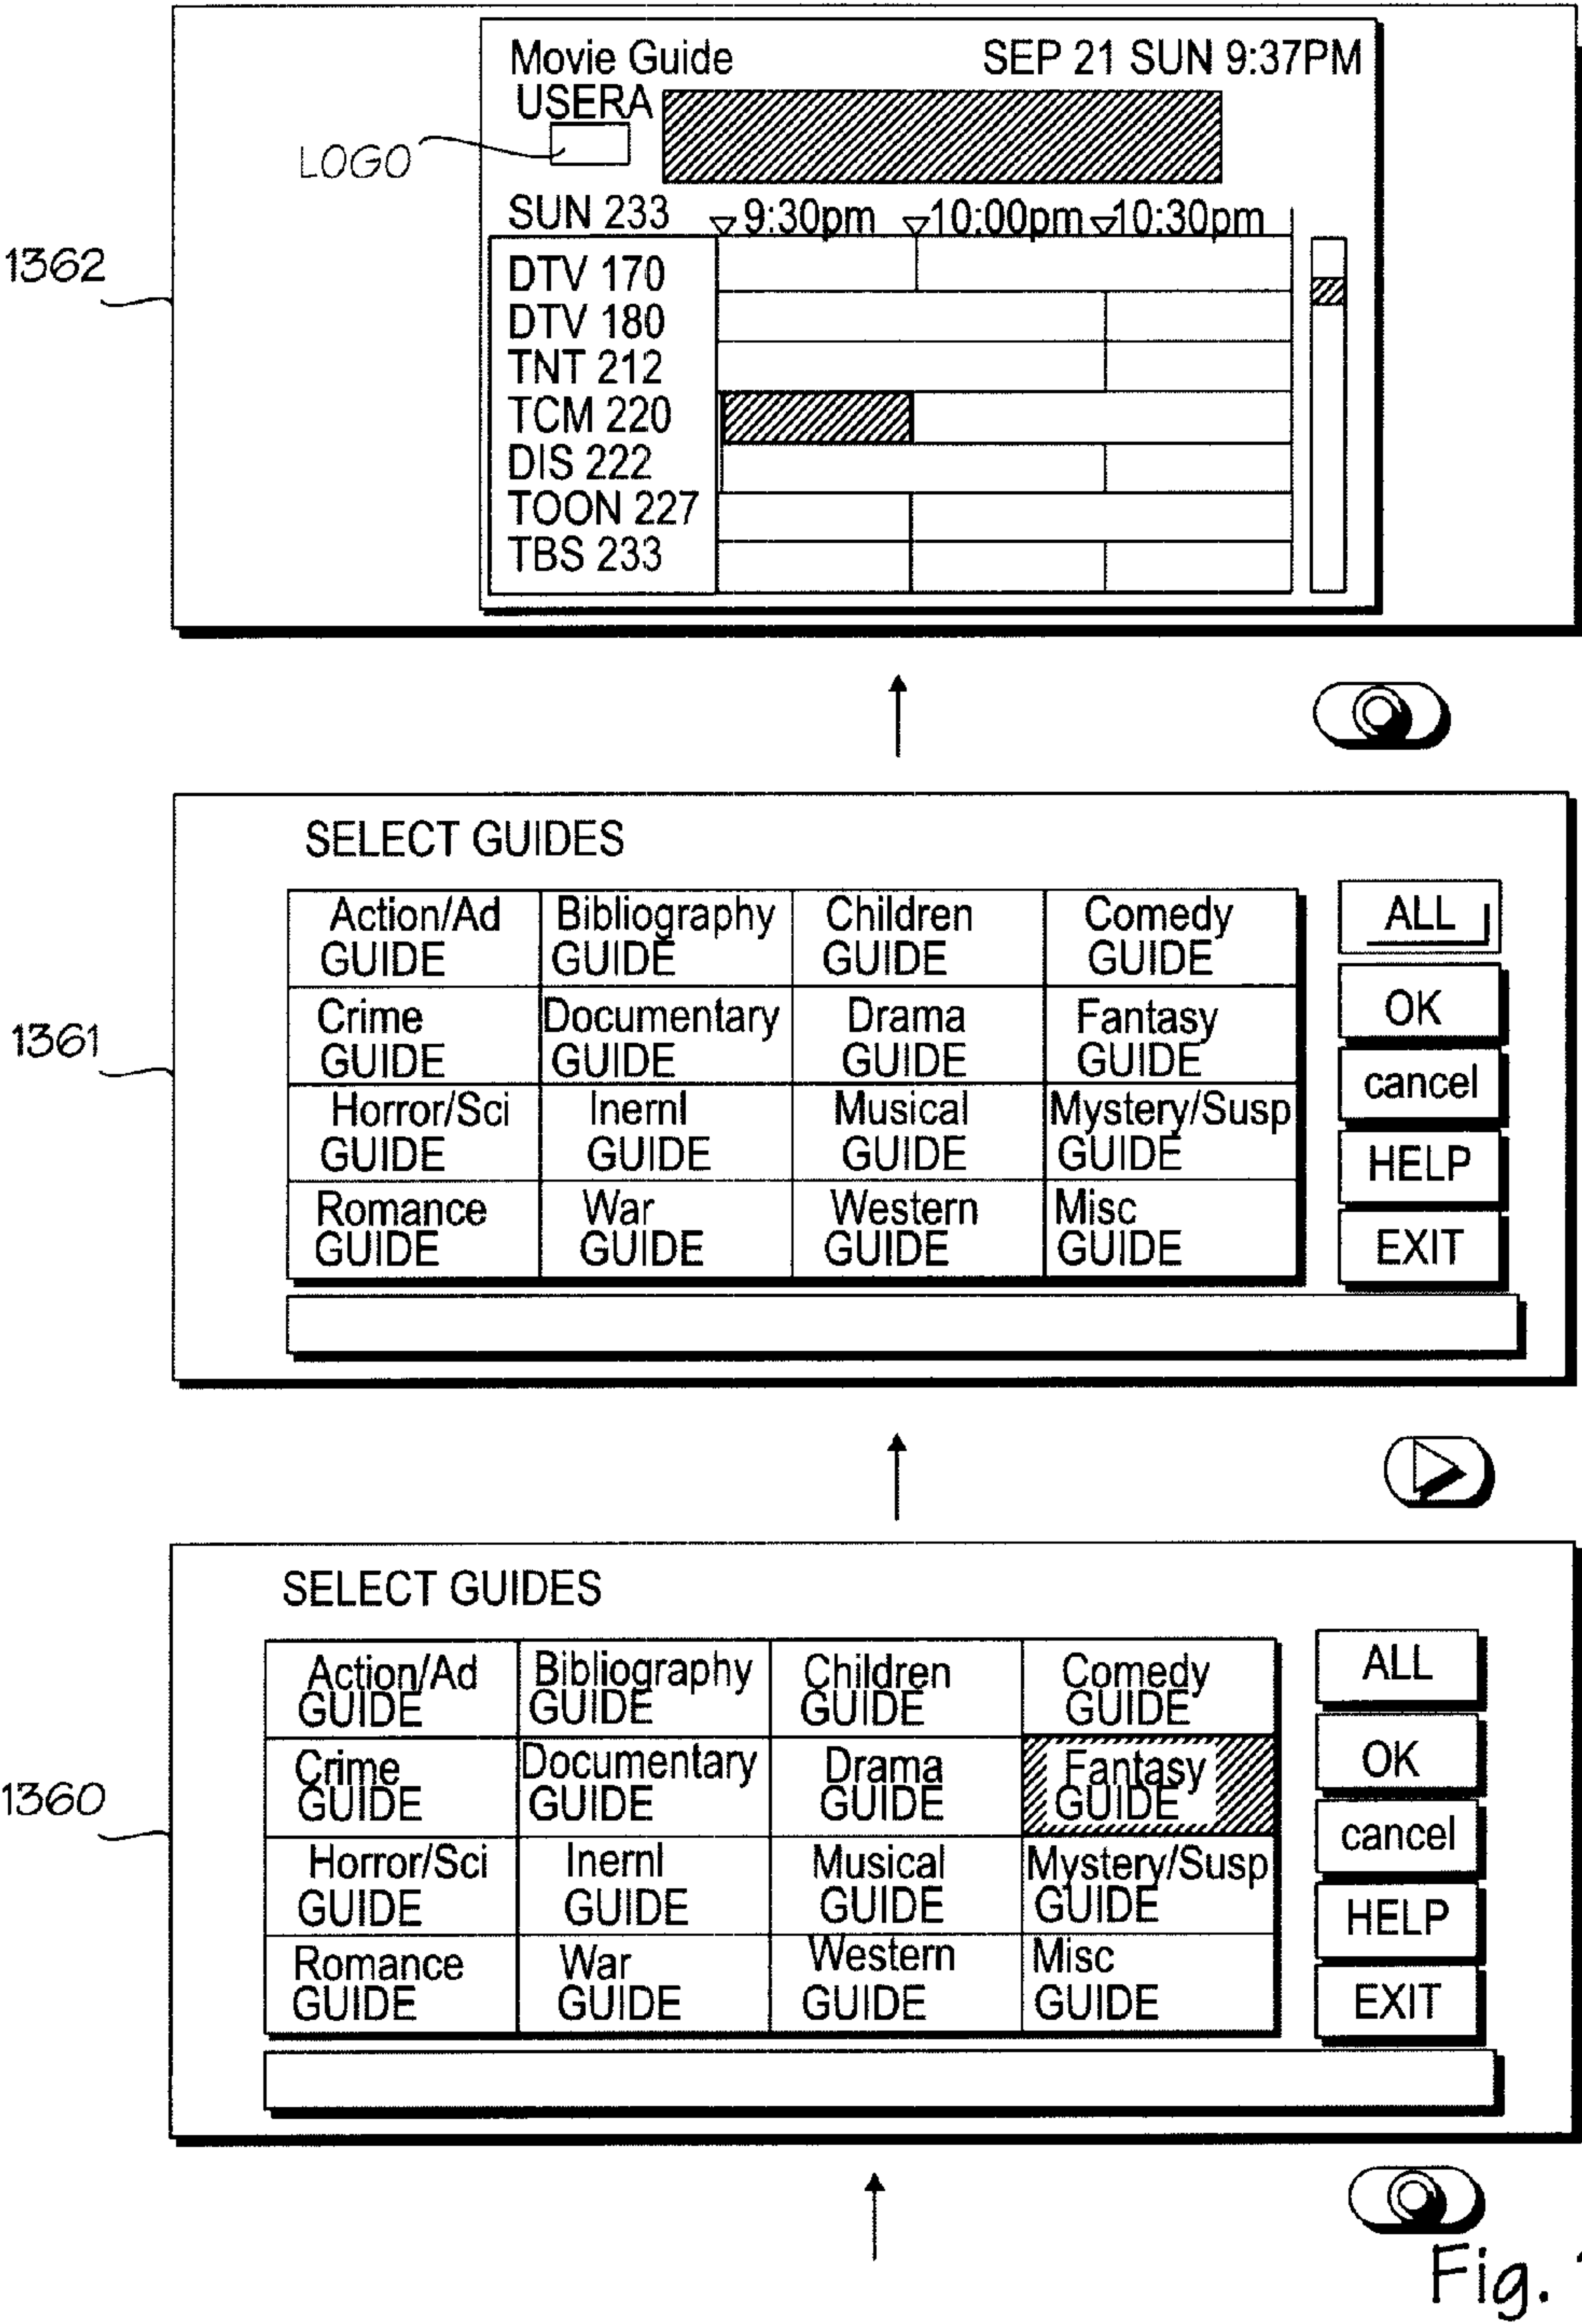 Movie Guide SEP 21 SUN 9:37PM
USERA
LOGO
SUN 233 9:30pm 10:00pm 10:30pm
1362
DTV 170
DTV 180
TNT 212
TCM 220
DIS 222
TOON 227
TBS 233
SELECT GUIDES
Action/Ad Bibliography Children Comedy ALL
GUIDE GUIDE GUIDE GUIDE
Crime Documentary Drama Fantasy OK
1361
GUIDE GUIDE GUIDE GUIDE
cancel
Horror/Sci Inernl Musical Mystery/Susp
GUIDE GUIDE GUIDE GUIDE HELP
Romance War Western Misc
GUIDE GUIDE GUIDE GUIDE EXIT
SELECT GUIDES
Action/Ad Bibliography Children Comedy ALL
GUIDE GUIDE GUIDE GUIDE
Crime Documentary Drama Fantasy OK
1360
GUIDE GUIDE GUIDE GUIDE
cancel
Horror/Sci Inernl Musical Mystery/Susp
GUIDE GUIDE GUIDE GUIDE HELP
Romance War Western Misc
GUIDE GUIDE GUIDE GUIDE EXIT
Fig.